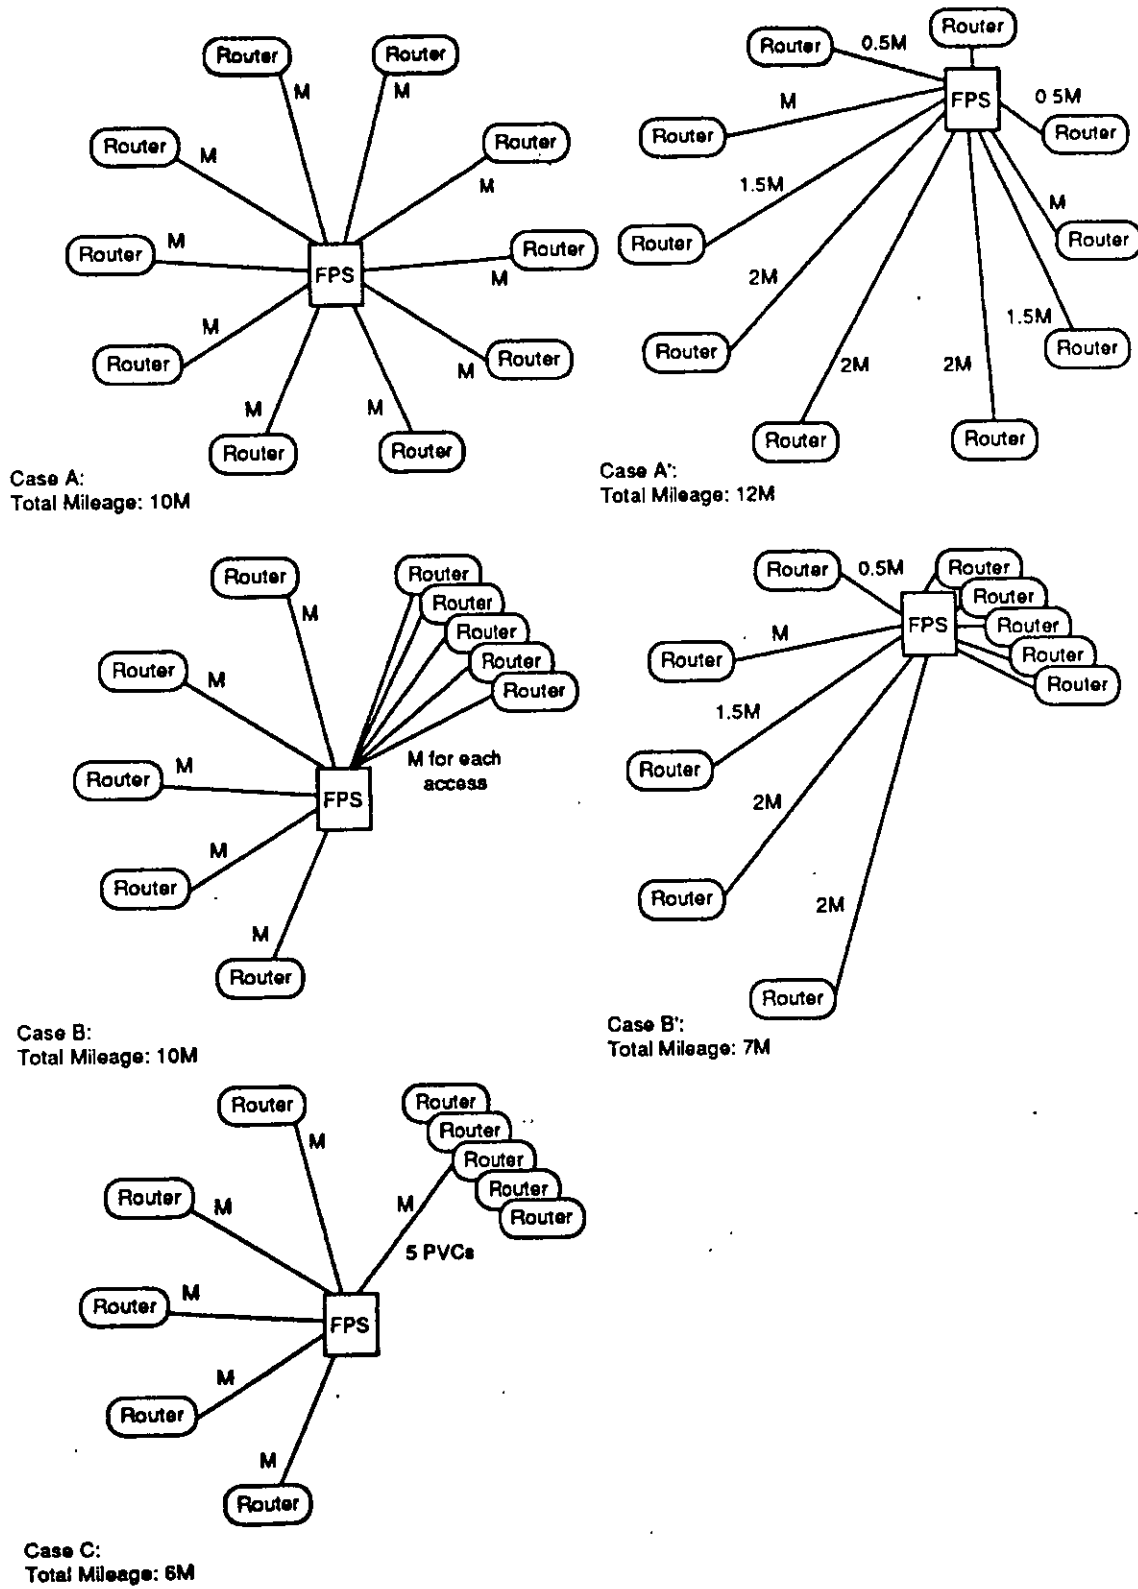 Router
Router
M
M
Router
M
Router
M
Router
M
Router
M
FPS
Router
M
Router
M
M
M
Router
Router
Case A:
Total Mileage: 10M
Router
Router
0.5M
FPS
0 5M
M
Router
Router
1.5M
M
Router
Router
2M
1.5M
Router
Router
2M
2M
Router
Router
Case A':
Total Mileage: 12M
Router
M
Router
Router
Router
Router
Router
Router
M
M for each
access
Router
M
FPS
Router
M
M
Router
Case B:
Total Mileage: 10M
Router
0.5M
Router
Router
Router
Router
Router
FPS
M
Router
1.5M
Router
2M
Router
2M
Router
Case B':
Total Mileage: 7M
Router
M
Router
Router
Router
Router
Router
Router
M
M
5 PVCs
Router
M
FPS
Router
M
M
Router
Case C:
Total Mileage: 6M